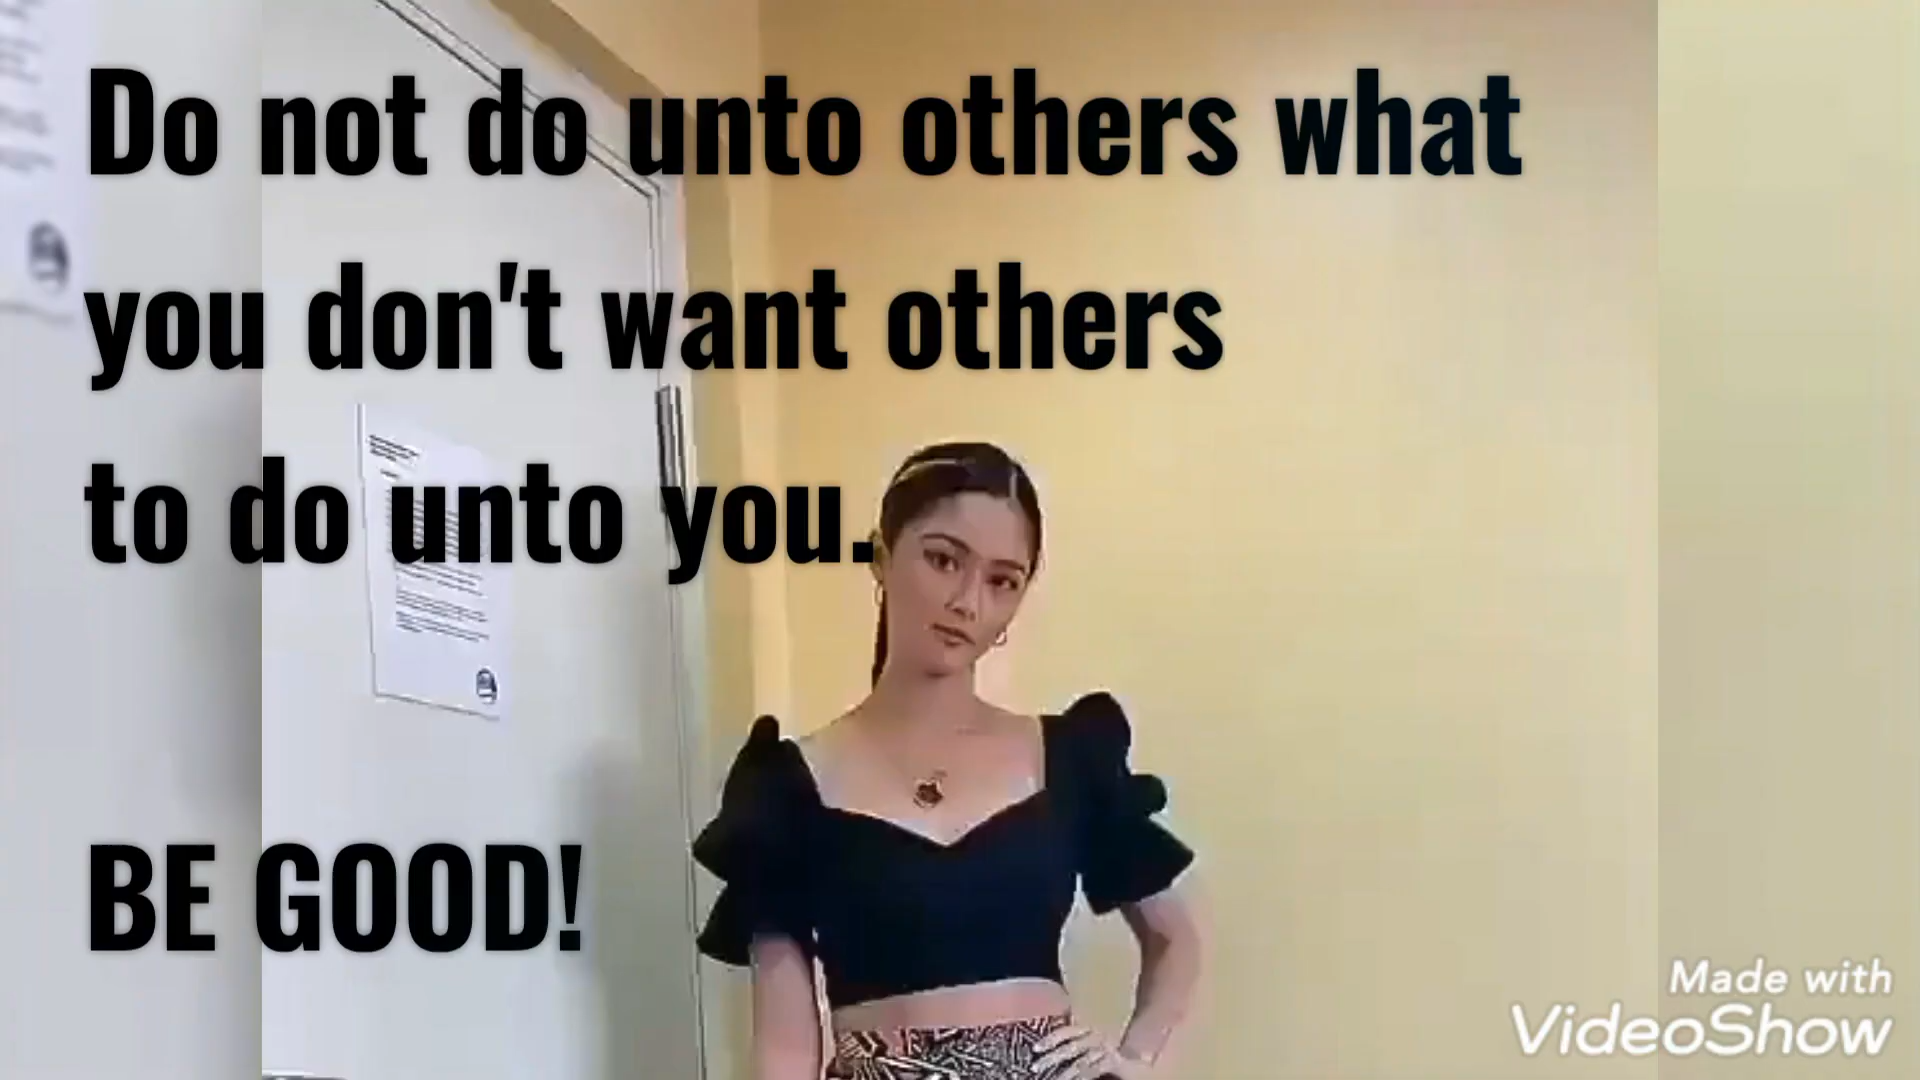 Do not do unto others what
you don't want others
to do unto you.
BE GOOD!
Made with
VideoShow